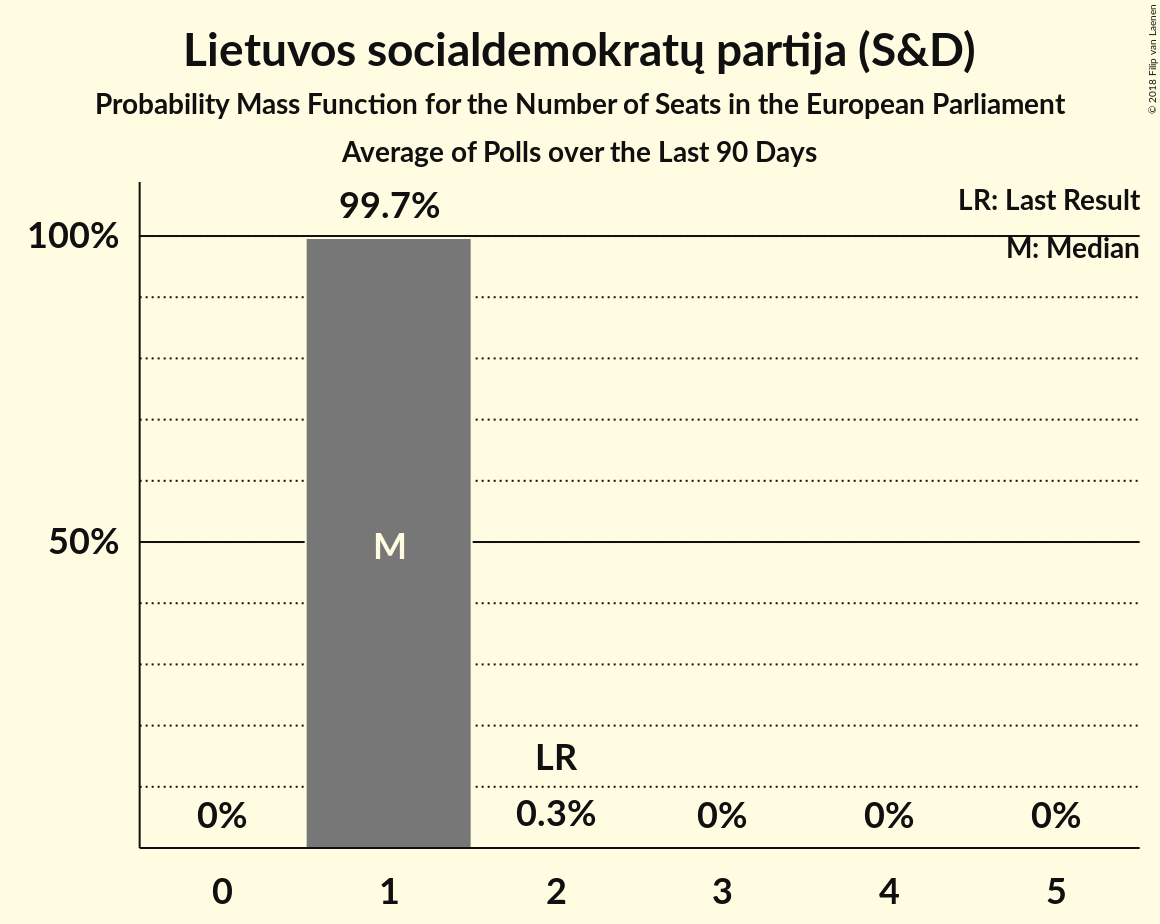 Lietuvos socialdemokratų partija (S&D)
Probability Mass Function for the Number of Seats in the European Parliament
Average of Polls over the Last 90 Days
© 2018 Filip van Laenen
LR: Last Result
M: Median
99.7%
100%
50%
M
LR
0%
0.3%
0%
0%
0%
0
1
2
3
4
5